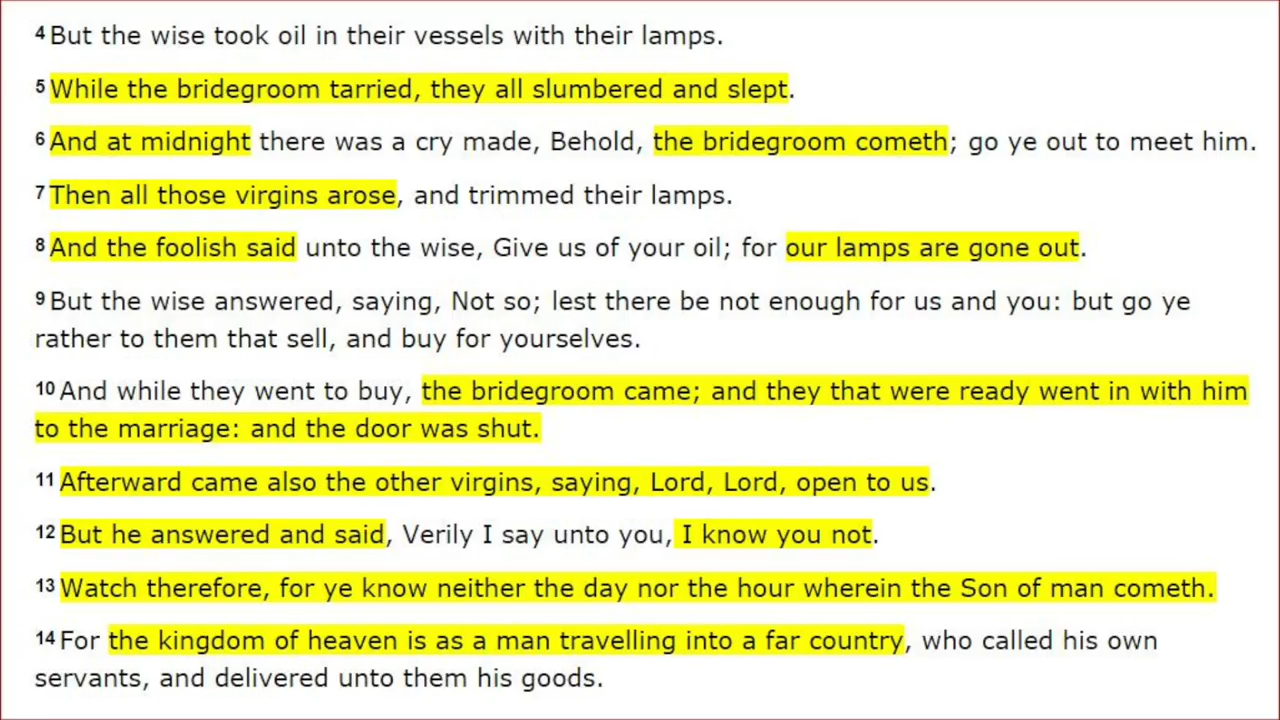 4 But the wise took oil in their vessels with their lamps.
5 While the bridegroom tarried, they all slumbered and slept.
6 And at midnight there was a cry made, Behold, the bridegroom cometh; go ye out to meet him.
7 Then all those virgins arose, and trimmed their lamps.
8 And the foolish said unto the wise, Give us of your oil; for our lamps are gone out.
9 But the wise answered, saying, Not so; lest there be not enough for us and you: but go ye
rather to them that sell, and buy for yourselves.
10 And while they went to buy, the bridegroom came; and they that were ready went in with him
to the marriage: and the door was shut.
11 Afterward came also the other virgins, saying, Lord, Lord, open to us.
12 But he answered and said, Verily I say unto you, I know you not.
13 Watch therefore, for ye know neither the day nor the hour wherein the Son of man cometh.
14 For the kingdom of heaven is as a man travelling into a far country, who called his own
servants, and delivered unto them his goods.